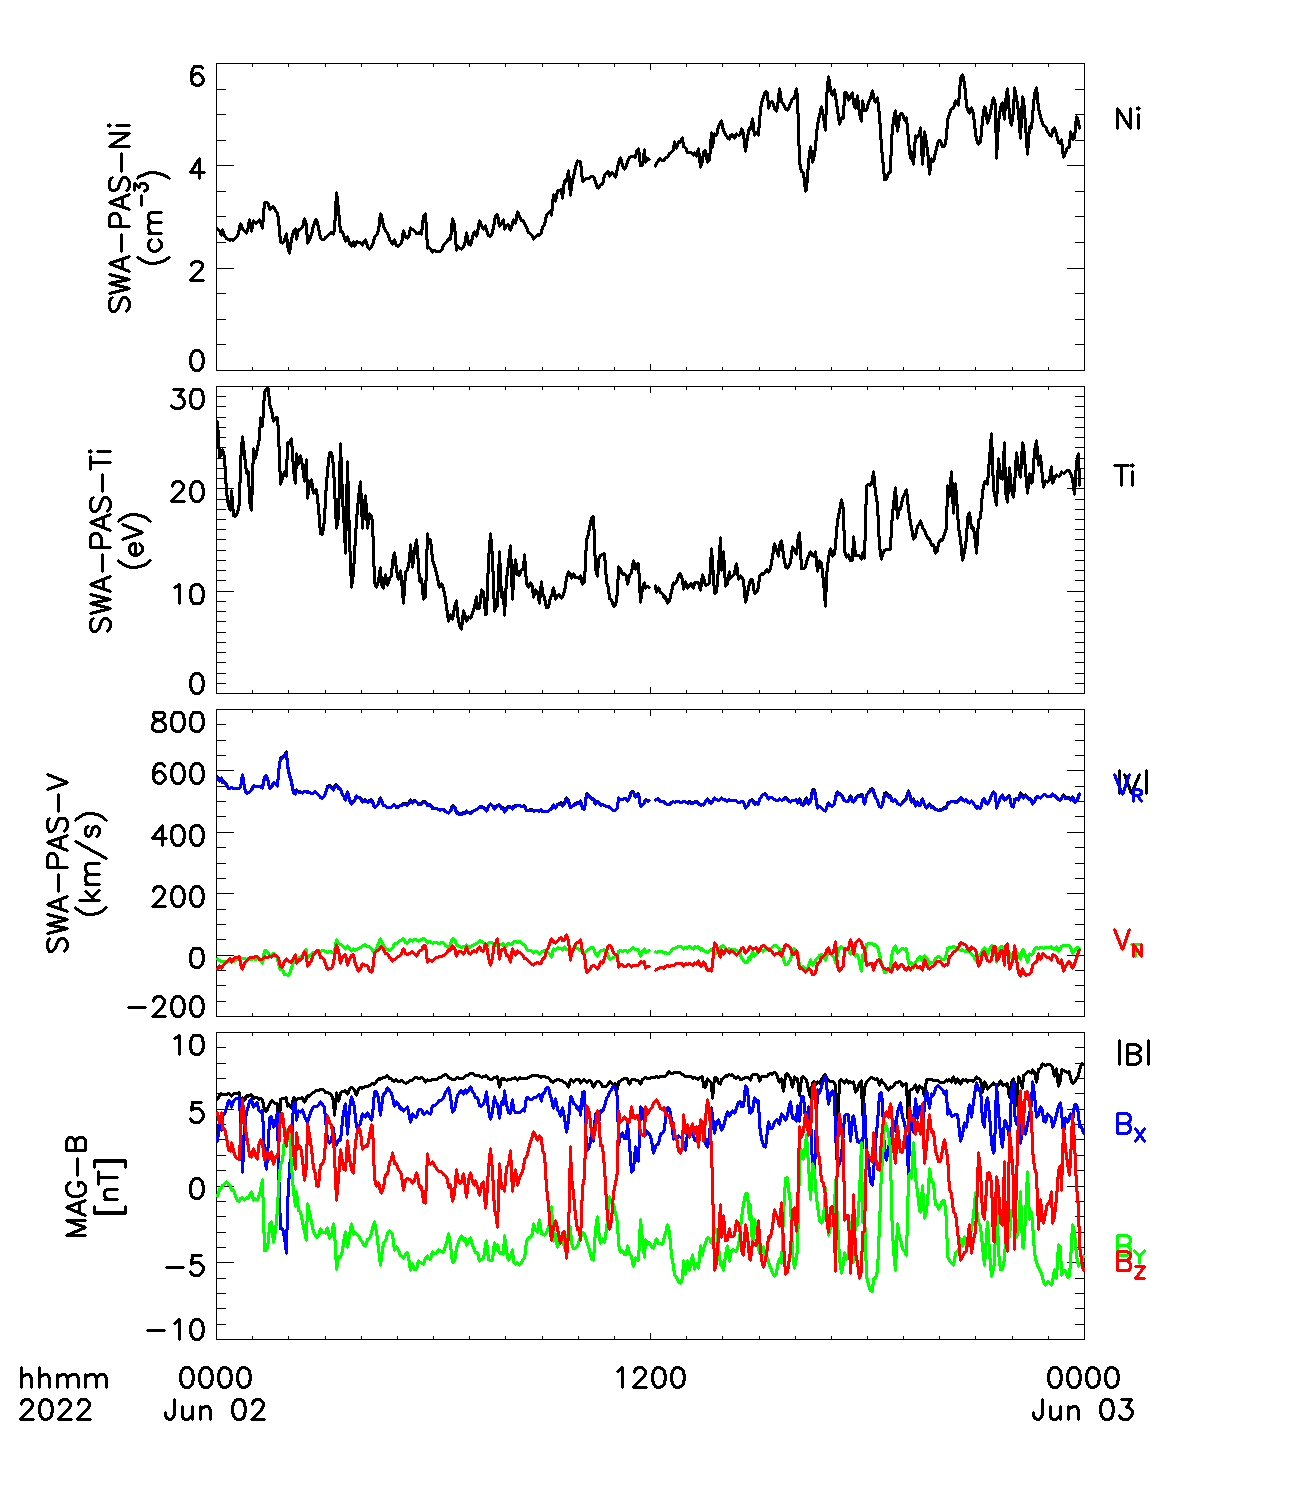 6
4
2
0
SWA-PAS-Ni
(cm⁻³)
Ni
30
20
10
0
SWA-PAS-Ti
(eV)
Ti
800
600
400
200
0
-200
SWA-PAS-V
(km/s)
|V|
V_R
V_N
10
5
0
-5
-10
MAG-B
[nT]
|B|
B_X
B_Y
B_Z
hhmm 0000 1200 0000
2022 Jun 02 Jun 03